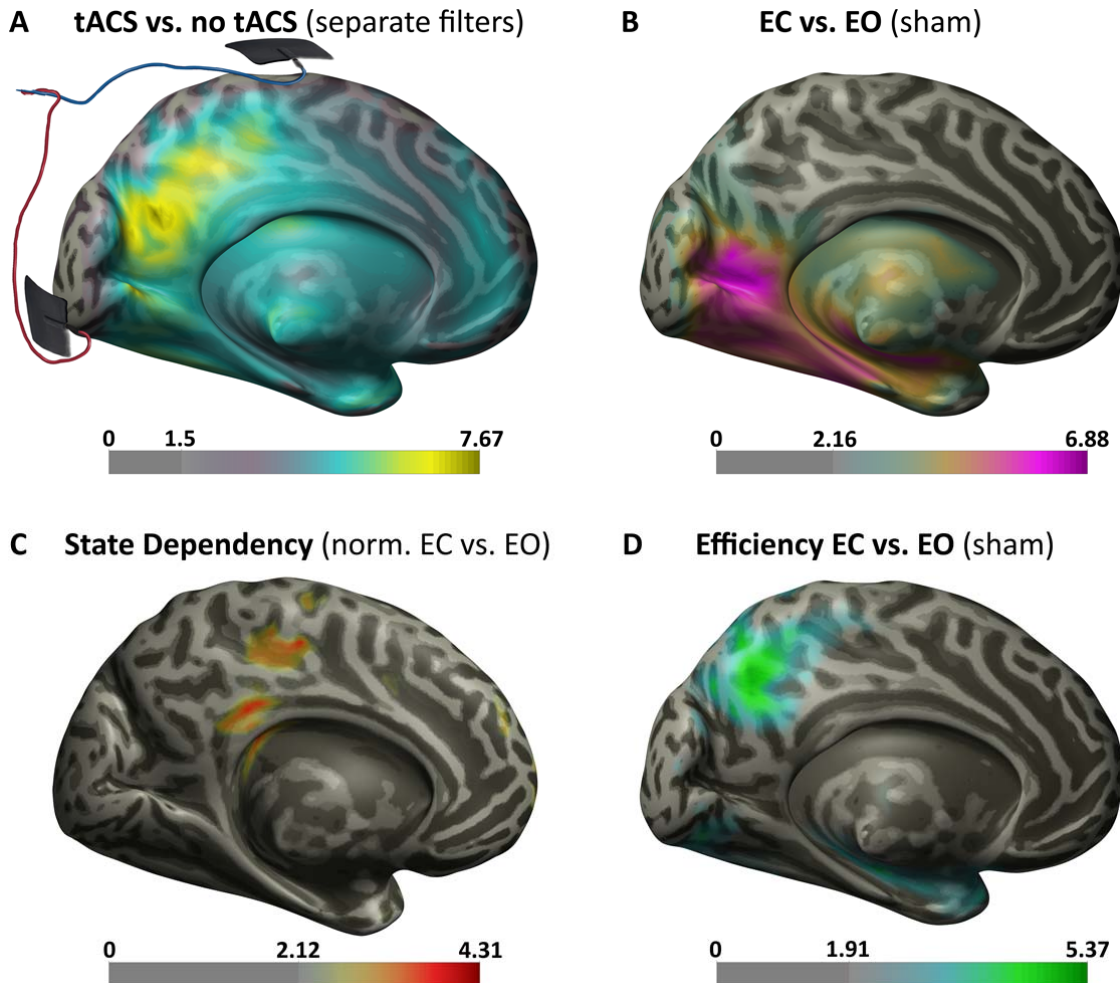 A tACS vs. no tACS (separate filters)
B EC vs. EO (sham)
0 1.5 7.67
0 2.16 6.88
C State Dependency (norm. EC vs. EO)
D Efficiency EC vs. EO (sham)
0 2.12 4.31
0 1.91 5.37